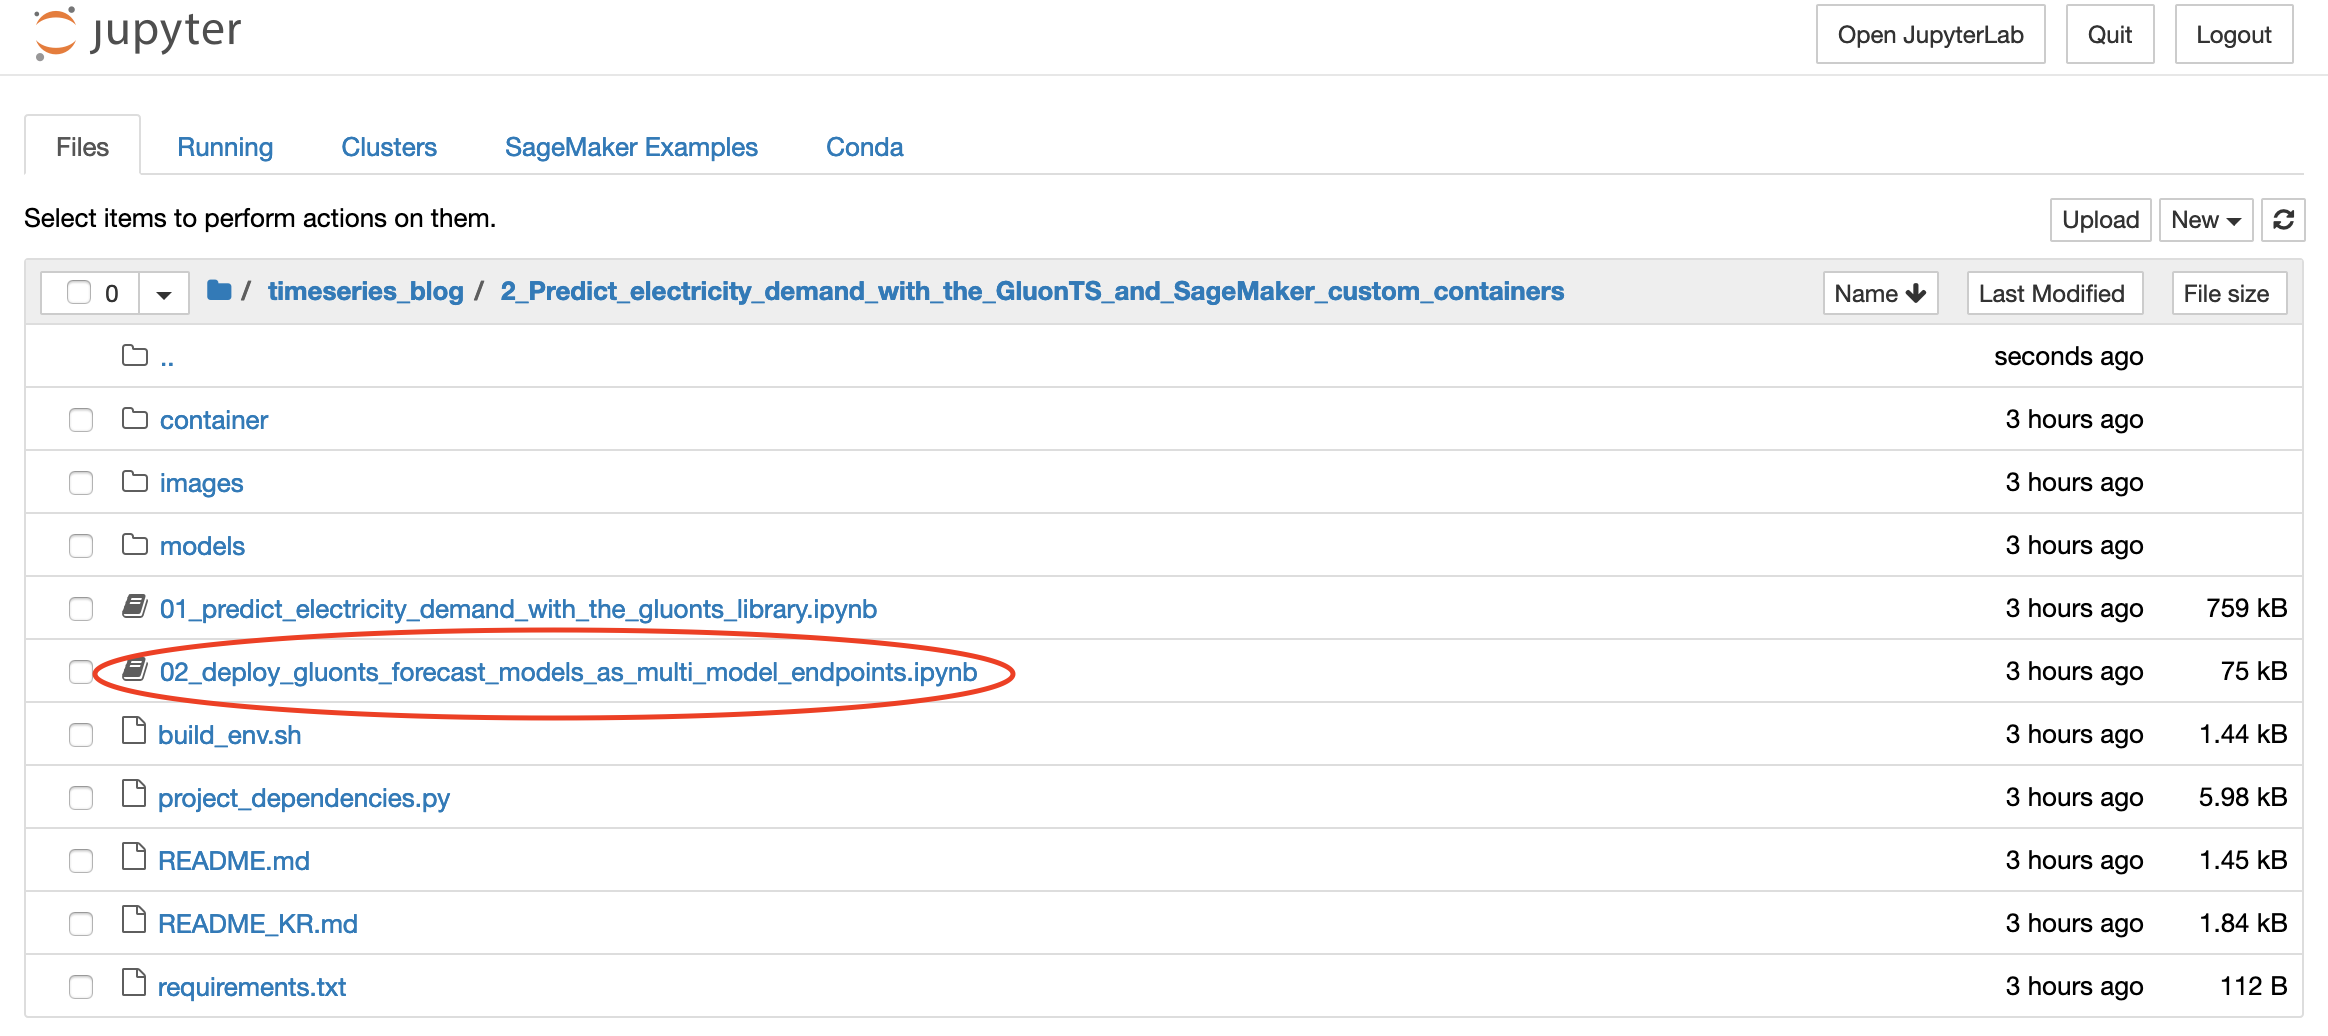 jupyter Open JupyterLab Quit Logout
Files Running Clusters SageMaker Examples Conda
Select items to perform actions on them. Upload New
0 / timeseries_blog / 2_Predict_electricity_demand_with_the_GluonTS_and_SageMaker_custom_containers Name Last Modified File size
.. seconds ago
container 3 hours ago
images 3 hours ago
models 3 hours ago
01_predict_electricity_demand_with_the_gluonts_library.ipynb 3 hours ago 759 kB
02_deploy_gluonts_forecast_models_as_multi_model_endpoints.ipynb 3 hours ago 75 kB
build_env.sh 3 hours ago 1.44 kB
project_dependencies.py 3 hours ago 5.98 kB
README.md 3 hours ago 1.45 kB
README_KR.md 3 hours ago 1.84 kB
requirements.txt 3 hours ago 112 B